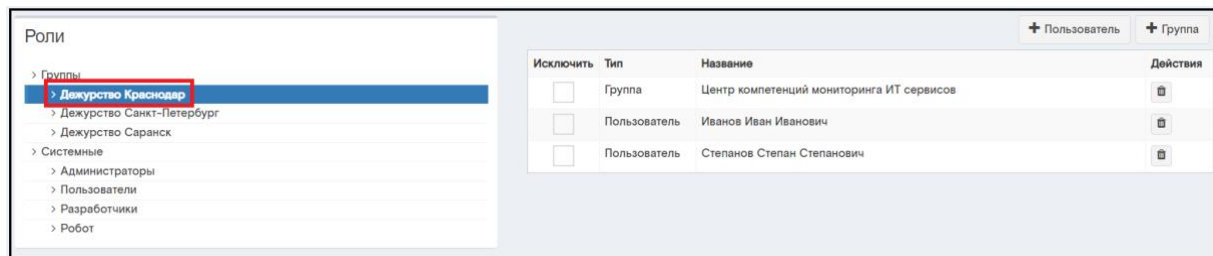 Роли
> Группы
> Дежурство Краснодар
> Дежурство Санкт-Петербург
> Дежурство Саранск
> Системные
> Администраторы
> Пользователи
> Разработчики
> Робот
+ Пользователь + Группа
Исключить Тип Название Действия
Группа Центр компетенций мониторинга ИТ сервисов
Пользователь Иванов Иван Иванович
Пользователь Степанов Степан Степанович